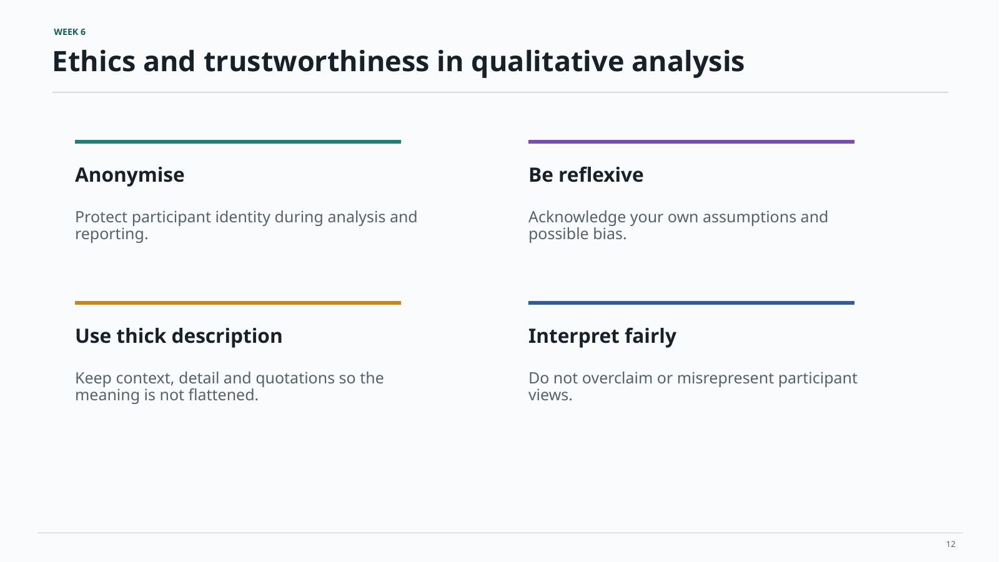 WEEK 6
Ethics and trustworthiness in qualitative analysis
Anonymise
Protect participant identity during analysis and
reporting.
Be reflexive
Acknowledge your own assumptions and
possible bias.
Use thick description
Keep context, detail and quotations so the
meaning is not flattened.
Interpret fairly
Do not overclaim or misrepresent participant
views.
12